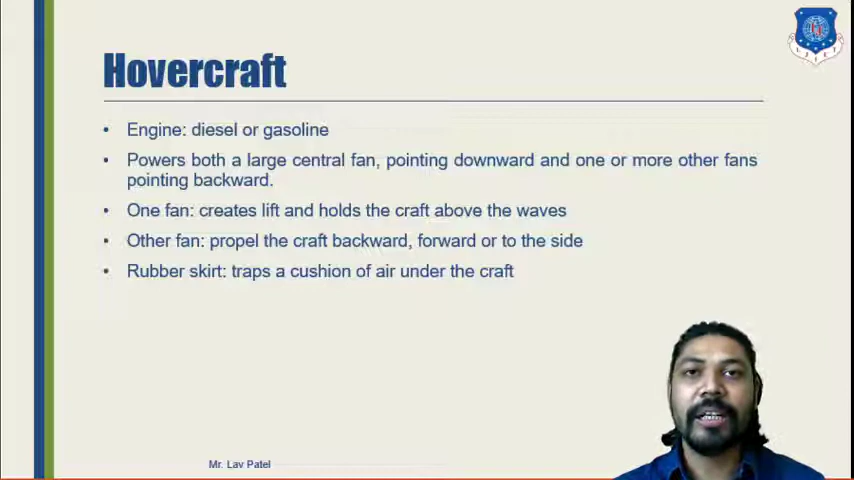 Hovercraft
• Engine: diesel or gasoline
• Powers both a large central fan, pointing downward and one or more other fans
pointing backward.
• One fan: creates lift and holds the craft above the waves
• Other fan: propel the craft backward, forward or to the side
• Rubber skirt: traps a cushion of air under the craft
Mr. Lav Patel